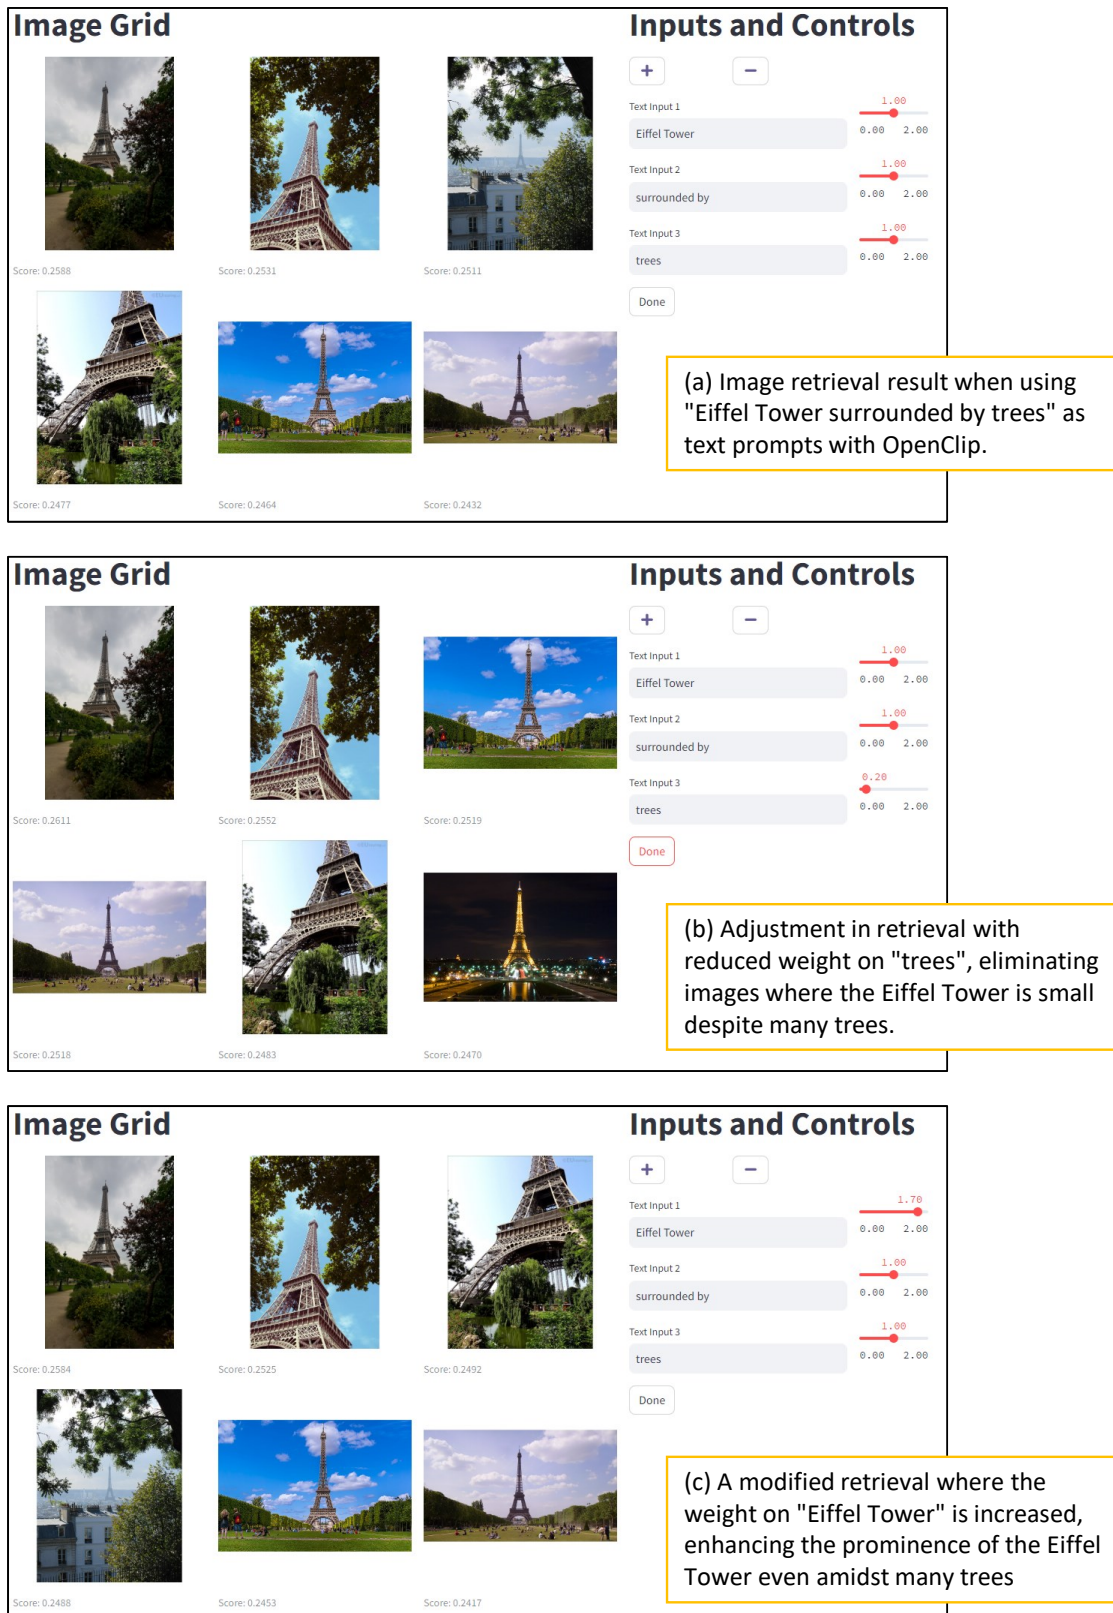 Image Grid
Inputs and Controls
+ −
Text Input 1
1.00
Eiffel Tower
0.00 2.00
Text Input 2
1.00
surrounded by
0.00 2.00
Text Input 3
1.00
trees
0.00 2.00
Done
Score: 0.2588
Score: 0.2531
Score: 0.2511
Score: 0.2477
Score: 0.2464
Score: 0.2432
(a) Image retrieval result when using
"Eiffel Tower surrounded by trees" as
text prompts with OpenClip.
Image Grid
Inputs and Controls
+ −
Text Input 1
1.00
Eiffel Tower
0.00 2.00
Text Input 2
1.00
surrounded by
0.00 2.00
Text Input 3
0.20
trees
0.00 2.00
Done
Score: 0.2611
Score: 0.2552
Score: 0.2519
Score: 0.2518
Score: 0.2483
Score: 0.2470
(b) Adjustment in retrieval with
reduced weight on "trees", eliminating
images where the Eiffel Tower is small
despite many trees.
Image Grid
Inputs and Controls
+ −
Text Input 1
1.70
Eiffel Tower
0.00 2.00
Text Input 2
1.00
surrounded by
0.00 2.00
Text Input 3
1.00
trees
0.00 2.00
Done
Score: 0.2584
Score: 0.2525
Score: 0.2492
Score: 0.2488
Score: 0.2453
Score: 0.2417
(c) A modified retrieval where the
weight on "Eiffel Tower" is increased,
enhancing the prominence of the Eiffel
Tower even amidst many trees